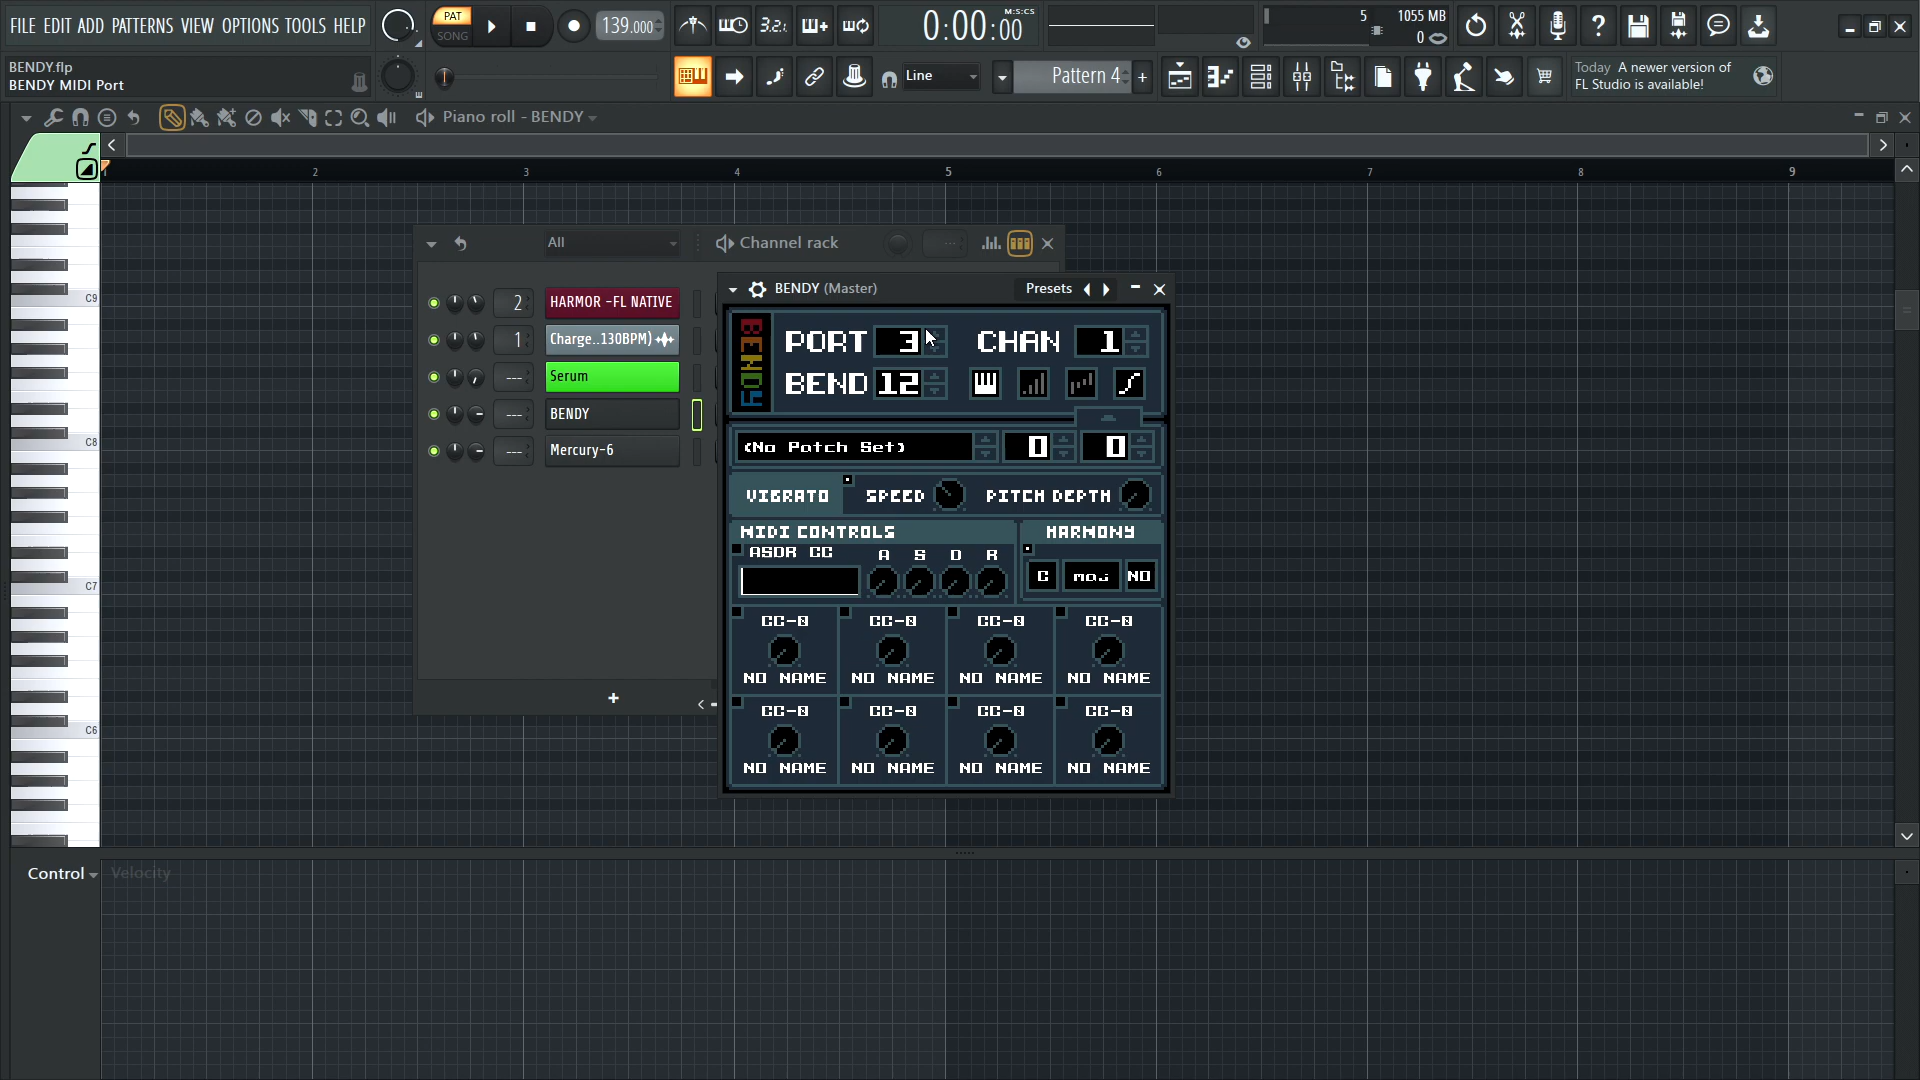 FILE EDIT ADD PATTERNS VIEW OPTIONS TOOLS HELP
PAT
SONG
139.000
3.2.
0:00:00
M:S:CS
5
1055 MB
0
BENDY.flp
BENDY MIDI Port
Line
Pattern 4
+
Today A newer version of
FL Studio is available!
Piano roll - BENDY
1 2 3 4 5 6 7 8 9
C9
C8
C7
C6
All
Channel rack
2 HARMOR -FL NATIVE
1 Charge..130BPM)
--- Serum
--- BENDY
--- Mercury-6
+
BENDY (Master)
Presets
BENDY
PORT 3 CHAN 1
BEND 12
(No Patch Set) 0 0
VIBRATO SPEED PITCH DEPTH
MIDI CONTROLS HARMONY
ASDR CC A S D R
C maj NO
CC-0 CC-0 CC-0 CC-0
NO NAME NO NAME NO NAME NO NAME
CC-0 CC-0 CC-0 CC-0
NO NAME NO NAME NO NAME NO NAME
Control Velocity